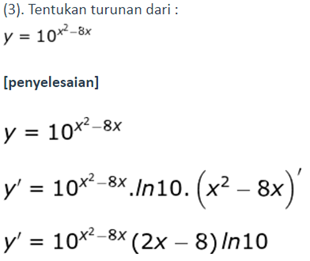 (3). Tentukan turunan dari :
y = 10^{x²–8x}
[penyelesaian]
y = 10^{x²–8x}
y′ = 10^{x²–8x}.ln10. (x² – 8x)′
y′ = 10^{x²–8x} (2x – 8)ln10